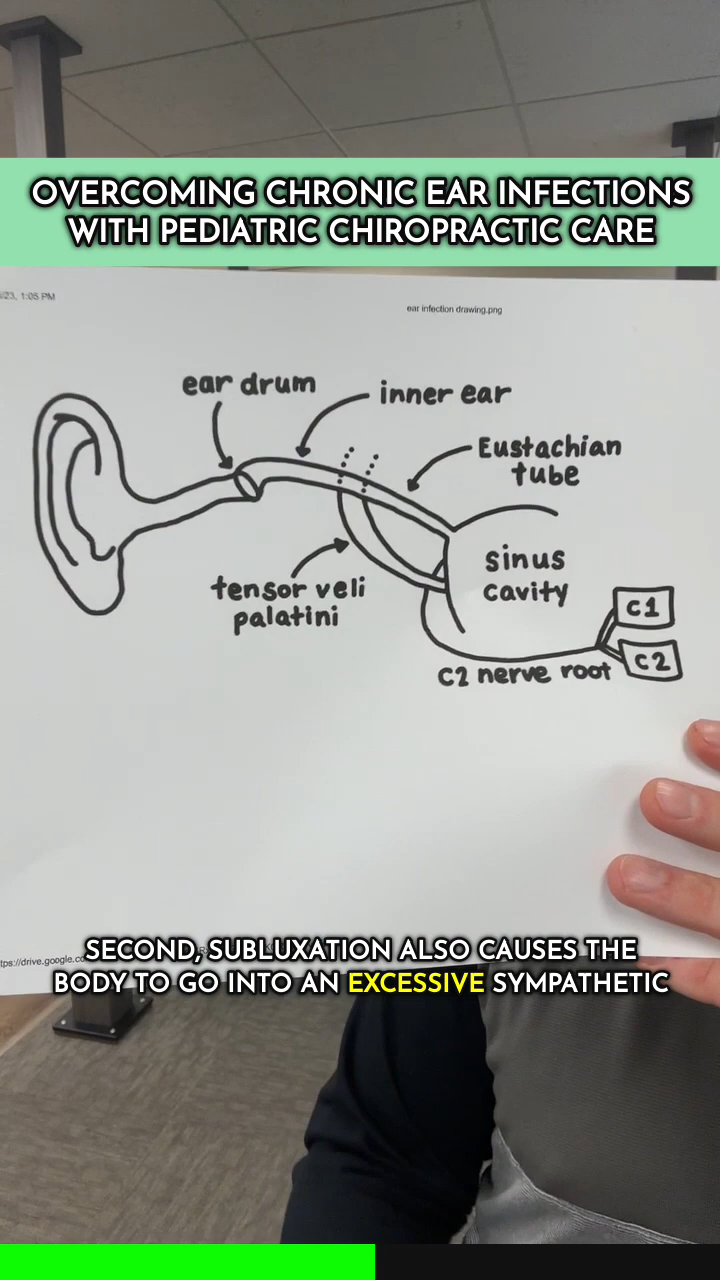 OVERCOMING CHRONIC EAR INFECTIONS
WITH PEDIATRIC CHIROPRACTIC CARE
/23, 1:05 PM
ear infection drawing.png
ear drum
inner ear
Eustachian
tube
sinus
cavity
tensor veli
palatini
C1
C2
C2 nerve root
SECOND, SUBLUXATION ALSO CAUSES THE
BODY TO GO INTO AN EXCESSIVE SYMPATHETIC
tps://drive.google.co